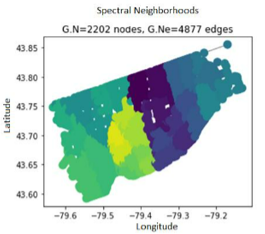 Spectral Neighborhoods
G.N=2202 nodes, G.Ne=4877 edges
43.85
43.80
43.75
43.70
43.65
43.60
Latitude
−79.6 −79.5 −79.4 −79.3 −79.2
Longitude